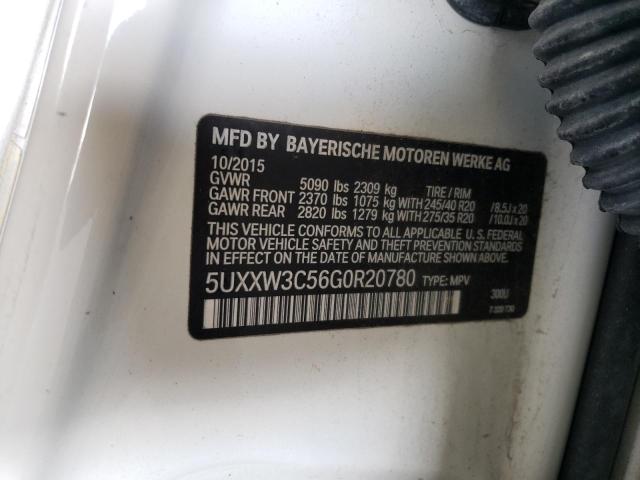 MFD BY BAYERISCHE MOTOREN WERKE AG
10/2015
GVWR 5090 lbs 2309 kg TIRE / RIM
GAWR FRONT 2370 lbs 1075 kg WITH 245/40 R20 /8.5J x 20
GAWR REAR 2820 lbs 1279 kg WITH 275/35 R20 /10.0J x 20
THIS VEHICLE CONFORMS TO ALL APPLICABLE U.S. FEDERAL
MOTOR VEHICLE SAFETY AND THEFT PREVENTION STANDARDS
IN EFFECT ON THE DATE OF MANUFACTURE SHOWN ABOVE.
5UXXW3C56G0R20780 TYPE: MPV
300U